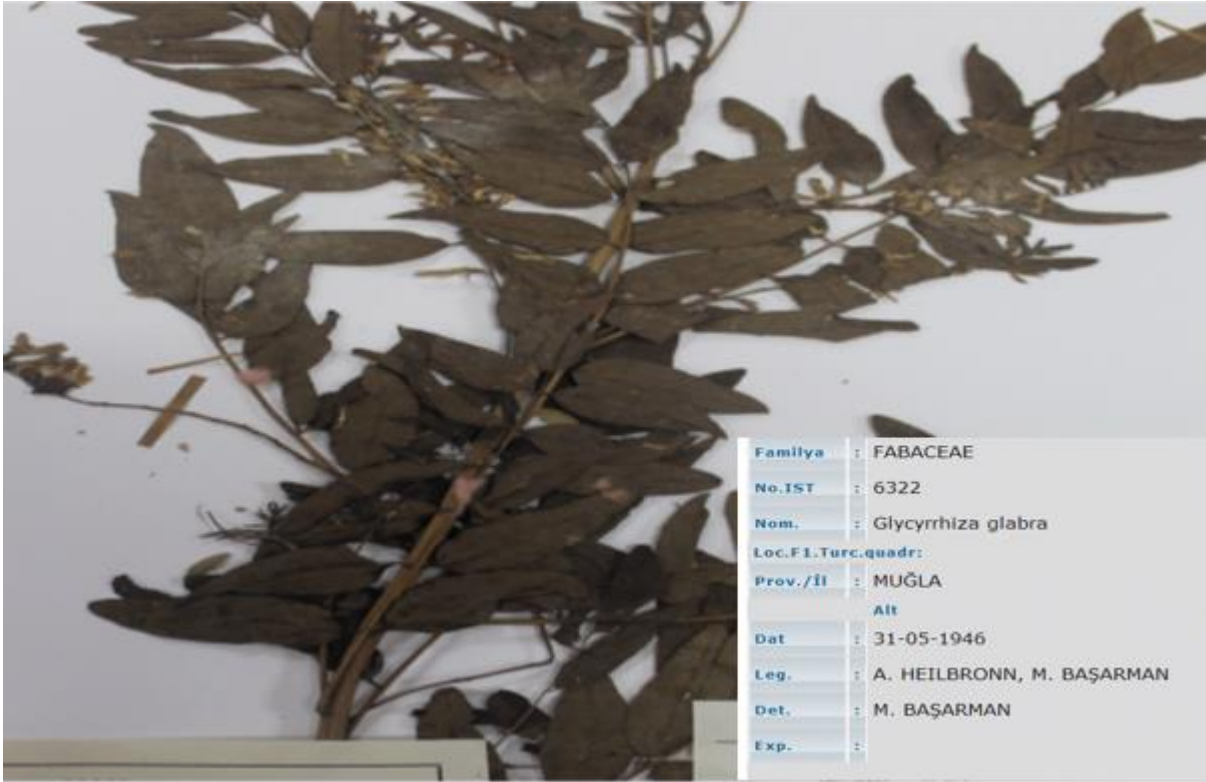 Familya : FABACEAE
No.IST : 6322
Nom. : Glycyrrhiza glabra
Loc.F1.Turc.quadr:
Prov./İl : MUĞLA
Alt
Dat : 31-05-1946
Leg. : A. HEILBRONN, M. BAŞARMAN
Det. : M. BAŞARMAN
Exp. :